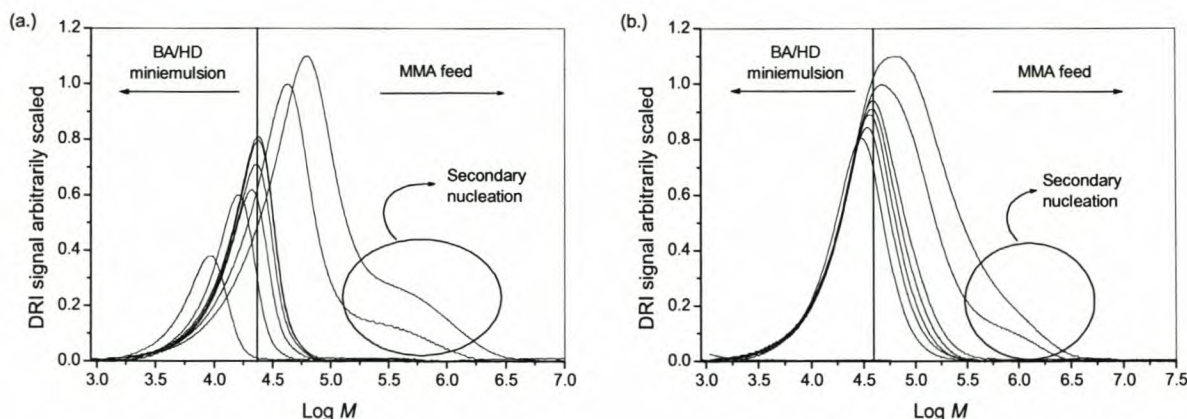 (a.)
1.2
1.0
0.8
0.6
0.4
0.2
0.0
DRI signal arbitrarily scaled
BA/HD
miniemulsion
MMA feed
Secondary
nucleation
3.0 3.5 4.0 4.5 5.0 5.5 6.0 6.5 7.0
Log M
(b.)
1.2
1.0
0.8
0.6
0.4
0.2
0.0
DRI signal arbitrarily scaled
BA/HD
miniemulsion
MMA feed
Secondary
nucleation
3.0 3.5 4.0 4.5 5.0 5.5 6.0 6.5 7.0 7.5
Log M